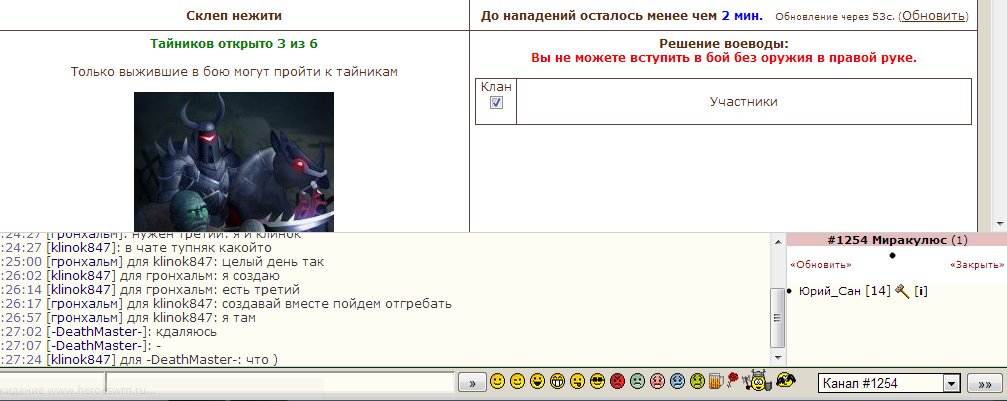 Склеп нежити
До нападений осталось менее чем 2 мин. Обновление через 53с. (Обновить)
Тайников открыто 3 из 6
Только выжившие в бою могут пройти к тайникам
Решение воеводы:
Вы не можете вступить в бой без оружия в правой руке.
Клан
Участники
:24:27 [гронхальм]: нужен третий. я и клинок
:24:27 [klinok847]: в чате тупняк какойто
:25:00 [гронхальм] для klinok847: целый день так
:26:02 [klinok847] для гронхальм: я создаю
:26:14 [klinok847] для гронхальм: есть третий
:26:17 [гронхальм] для klinok847: создавай вместе пойдем отгребать
:26:57 [гронхальм] для klinok847: я там
:27:02 [-DeathMaster-]: кдаляюсь
:27:07 [-DeathMaster-]: -
:27:24 [klinok847] для -DeathMaster-: что )
#1254 Миракулюс (1)
«Обновить» «Закрыть»
Юрий_Сан [14] [i]
жидание www.heroeswm.ru...
» Канал #1254 »»